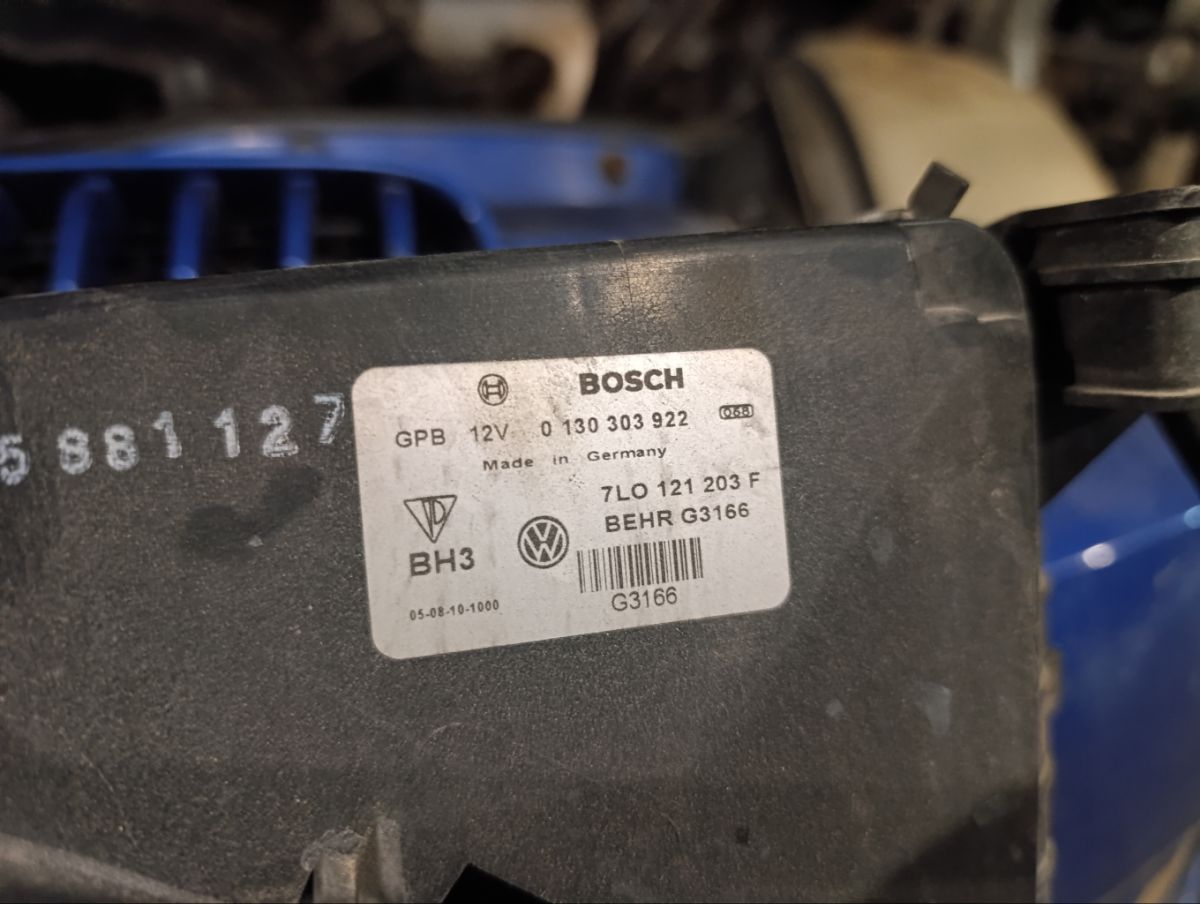 5 881 127
BOSCH
GPB 12V 0 130 303 922 068
Made in Germany
7LO 121 203 F
BEHR G3166
BH3
05-08-10-1000
G3166